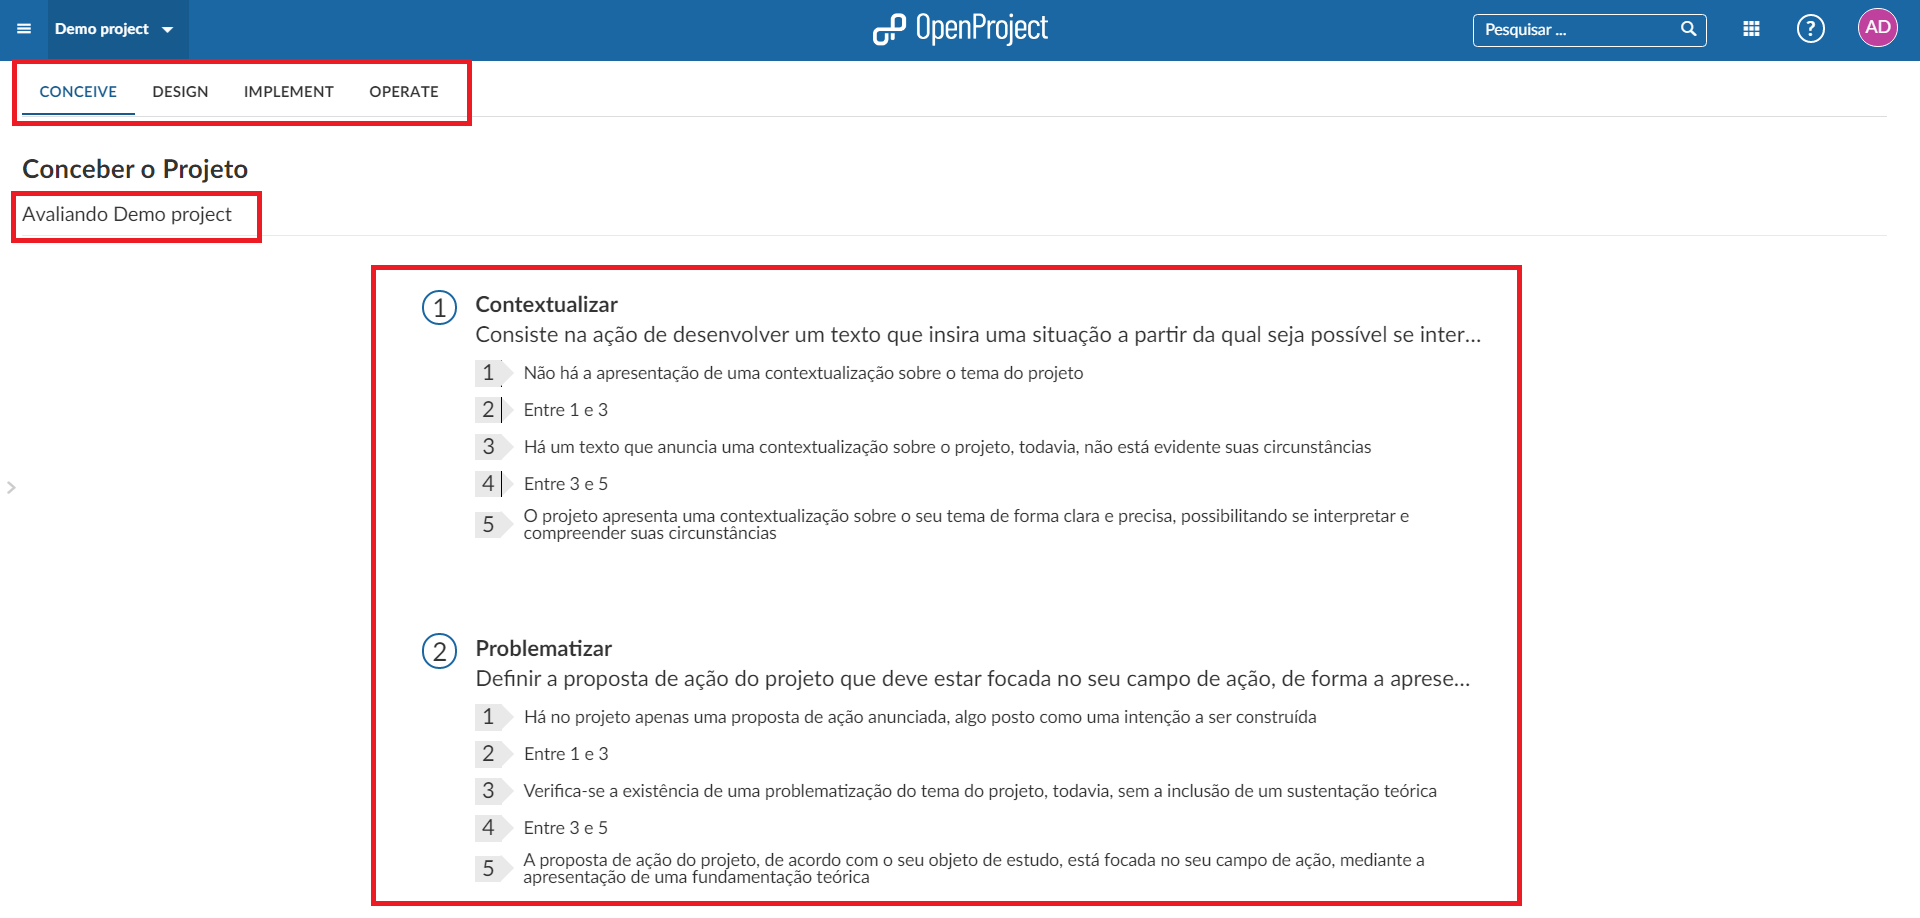 Demo project
OpenProject
Pesquisar ...
?
AD
CONCEIVE DESIGN IMPLEMENT OPERATE
Conceber o Projeto
Avaliando Demo project
1 Contextualizar
Consiste na ação de desenvolver um texto que insira uma situação a partir da qual seja possível se inter...
1 Não há a apresentação de uma contextualização sobre o tema do projeto
2 Entre 1 e 3
3 Há um texto que anuncia uma contextualização sobre o projeto, todavia, não está evidente suas circunstâncias
4 Entre 3 e 5
5 O projeto apresenta uma contextualização sobre o seu tema de forma clara e precisa, possibilitando se interpretar e
compreender suas circunstâncias
2 Problematizar
Definir a proposta de ação do projeto que deve estar focada no seu campo de ação, de forma a aprese...
1 Há no projeto apenas uma proposta de ação anunciada, algo posto como uma intenção a ser construída
2 Entre 1 e 3
3 Verifica-se a existência de uma problematização do tema do projeto, todavia, sem a inclusão de um sustentação teórica
4 Entre 3 e 5
5 A proposta de ação do projeto, de acordo com o seu objeto de estudo, está focada no seu campo de ação, mediante a
apresentação de uma fundamentação teórica